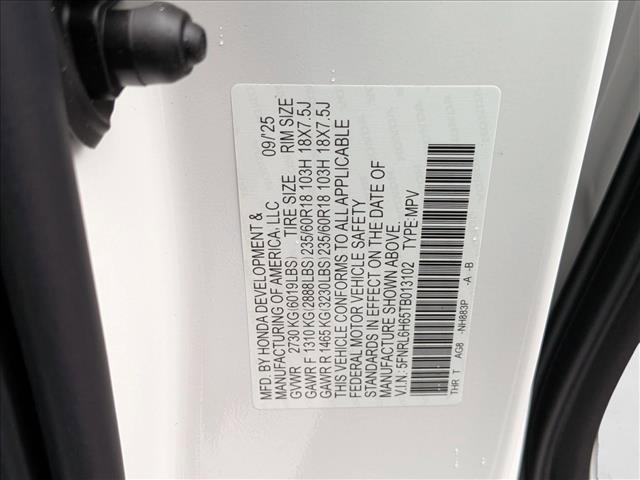 MFD. BY HONDA DEVELOPMENT &
MANUFACTURING OF AMERICA, LLC 09/'25
GVWR 2730 KG(6019LBS) TIRE SIZE RIM SIZE
GAWR F 1310 KG(2888LBS) 235/60R18 103H 18X7.5J
GAWR R 1465 KG(3230LBS) 235/60R18 103H 18X7.5J
THIS VEHICLE CONFORMS TO ALL APPLICABLE
FEDERAL MOTOR VEHICLE SAFETY
STANDARDS IN EFFECT ON THE DATE OF
MANUFACTURE SHOWN ABOVE.
V.I.N.: 5FNRL6H65TB013102 TYPE:MPV
THR T AG8 -NH883P -A -B